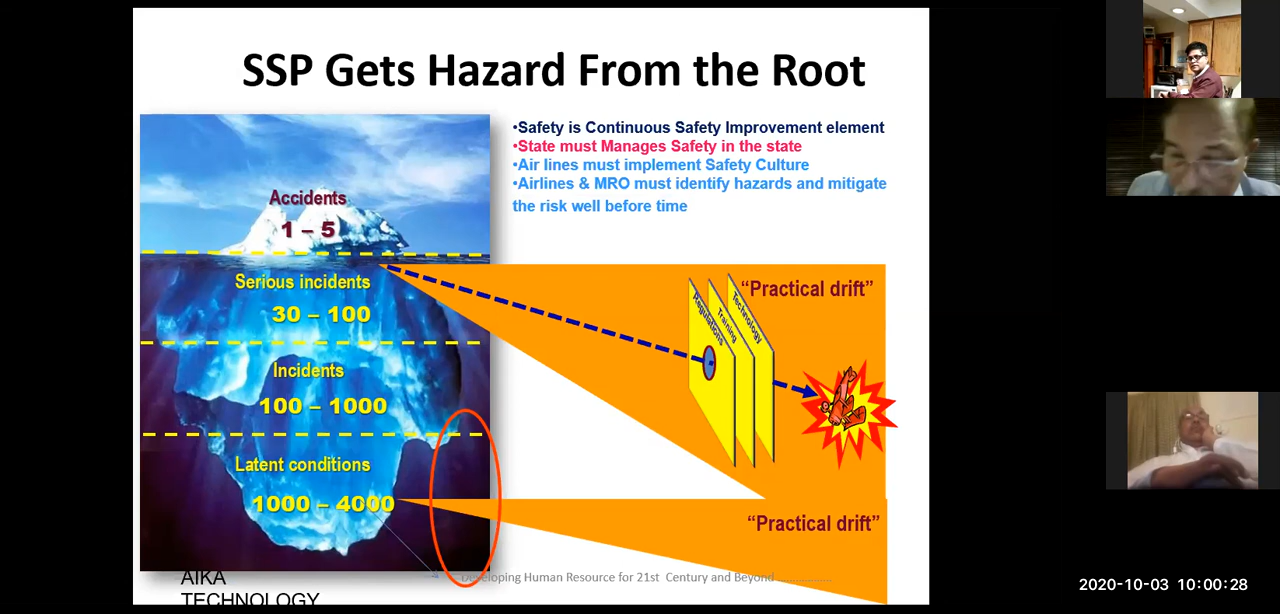 SSP Gets Hazard From the Root
•Safety is Continuous Safety Improvement element
•State must Manages Safety in the state
•Air lines must implement Safety Culture
•Airlines & MRO must identify hazards and mitigate
the risk well before time
Accidents
1 – 5
Serious incidents
30 – 100
Incidents
100 – 1000
Latent conditions
1000 – 4000
“Practical drift”
Regulations
Training
Technology
“Practical drift”
Developing Human Resource for 21st Century and Beyond ..................
AIKA
TECHNOLOGY
2020-10-03 10:00:28